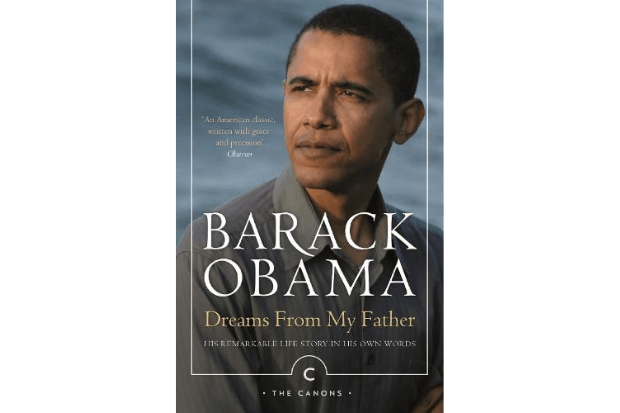 'An American classic,
written with grace
and precision'
Observer
BARACK
OBAMA
Dreams From My Father
HIS REMARKABLE LIFE STORY IN HIS OWN WORDS
C
• THE CANONS •